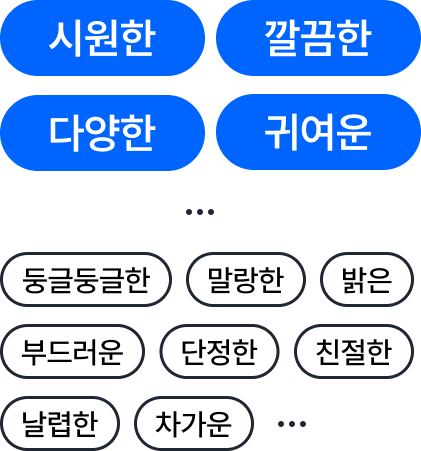 시원한 깔끔한
다양한 귀여운
...
둥글둥글한 말랑한 밝은
부드러운 단정한 친절한
날렵한 차가운 ...